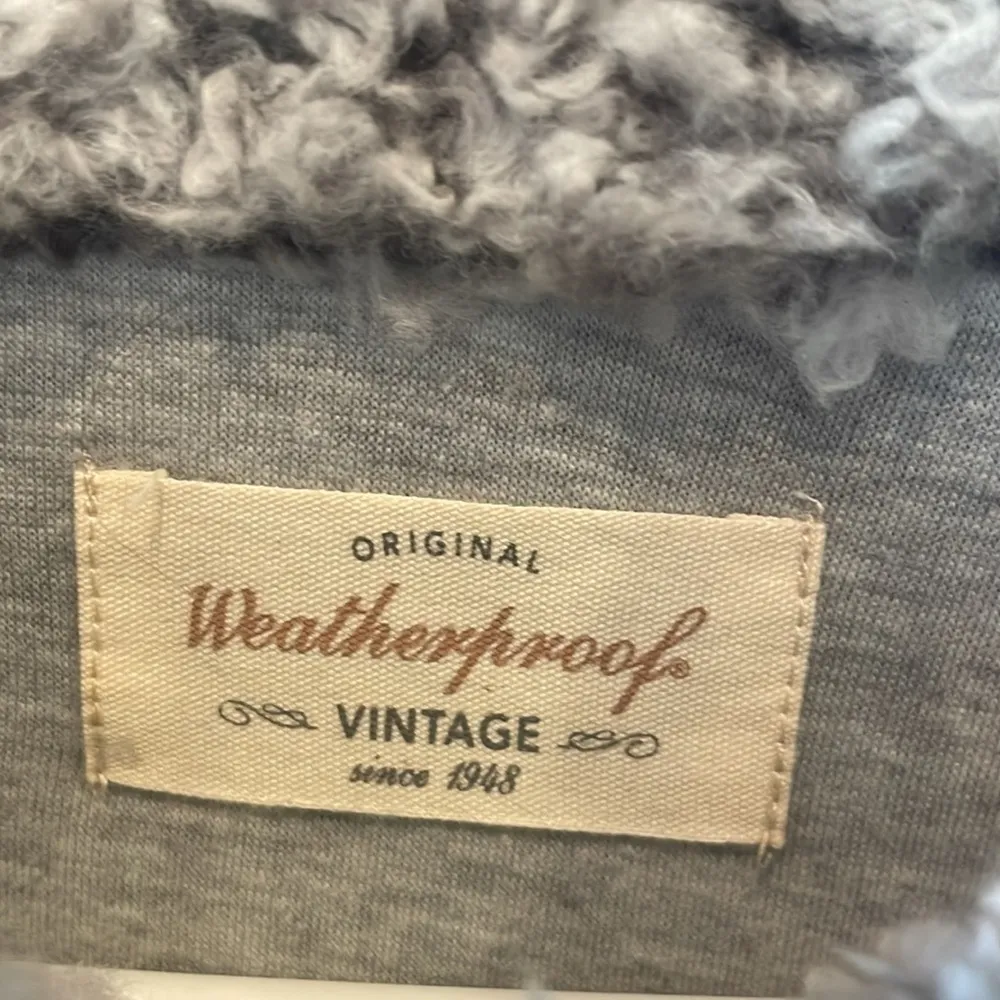 ORIGINAL
Weatherproof®
VINTAGE
since 1948